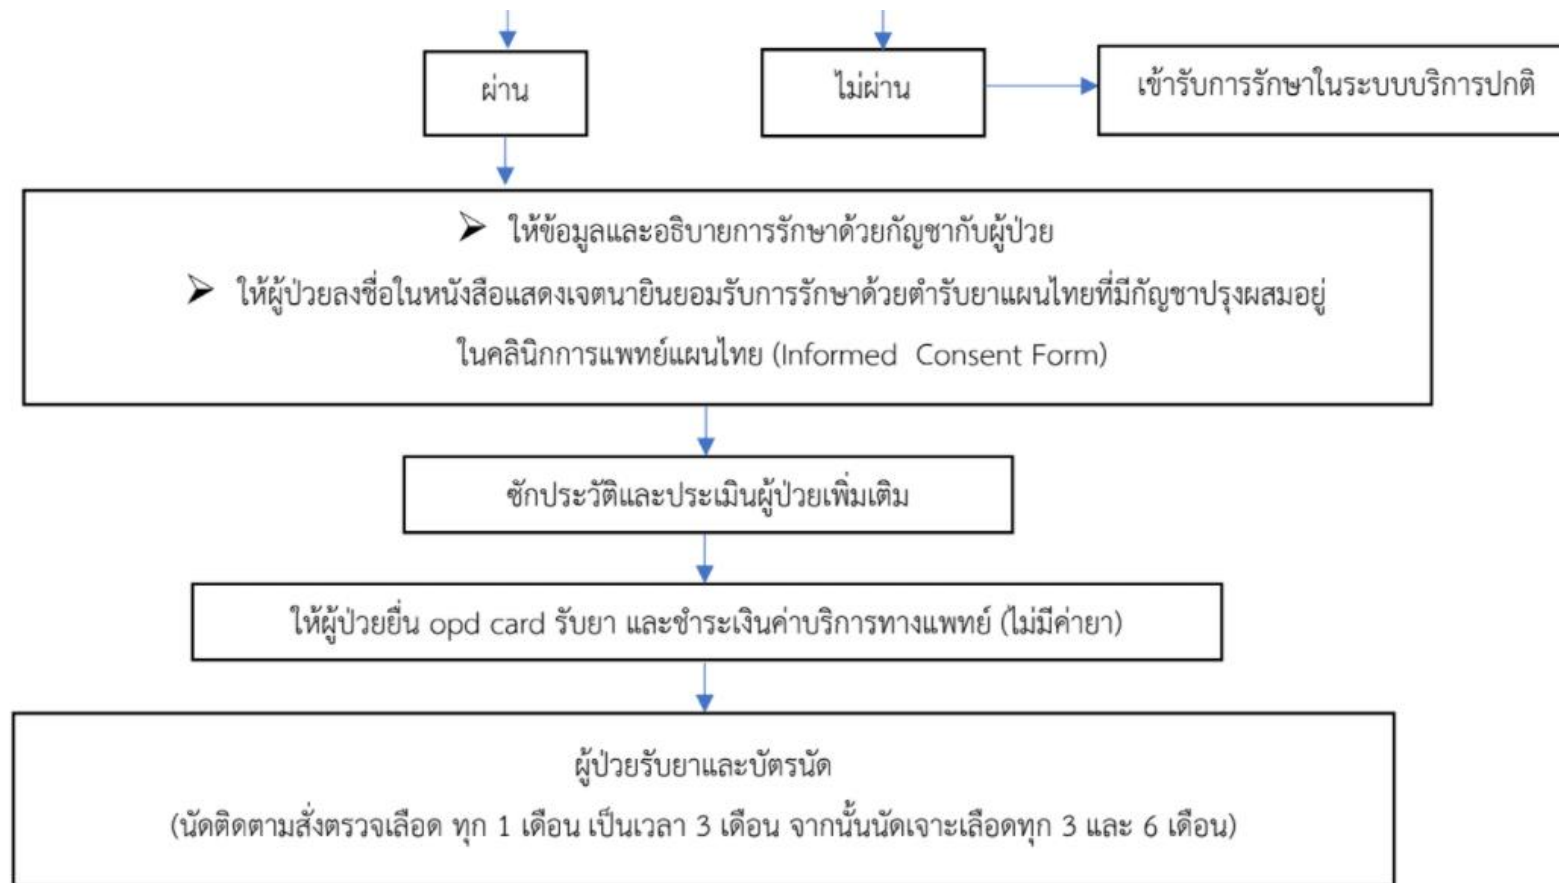 ผ่าน
ไม่ผ่าน
เข้ารับการรักษาในระบบบริการปกติ
➢ ให้ข้อมูลและอธิบายการรักษาด้วยกัญชากับผู้ป่วย
➢ ให้ผู้ป่วยลงชื่อในหนังสือแสดงเจตนายินยอมรับการรักษาด้วยตำรับยาแผนไทยที่มีกัญชาปรุงผสมอยู่
ในคลินิกการแพทย์แผนไทย (Informed Consent Form)
ซักประวัติและประเมินผู้ป่วยเพิ่มเติม
ให้ผู้ป่วยยื่น opd card รับยา และชำระเงินค่าบริการทางแพทย์ (ไม่มีค่ายา)
ผู้ป่วยรับยาและบัตรนัด
(นัดติดตามสั่งตรวจเลือด ทุก 1 เดือน เป็นเวลา 3 เดือน จากนั้นนัดเจาะเลือดทุก 3 และ 6 เดือน)